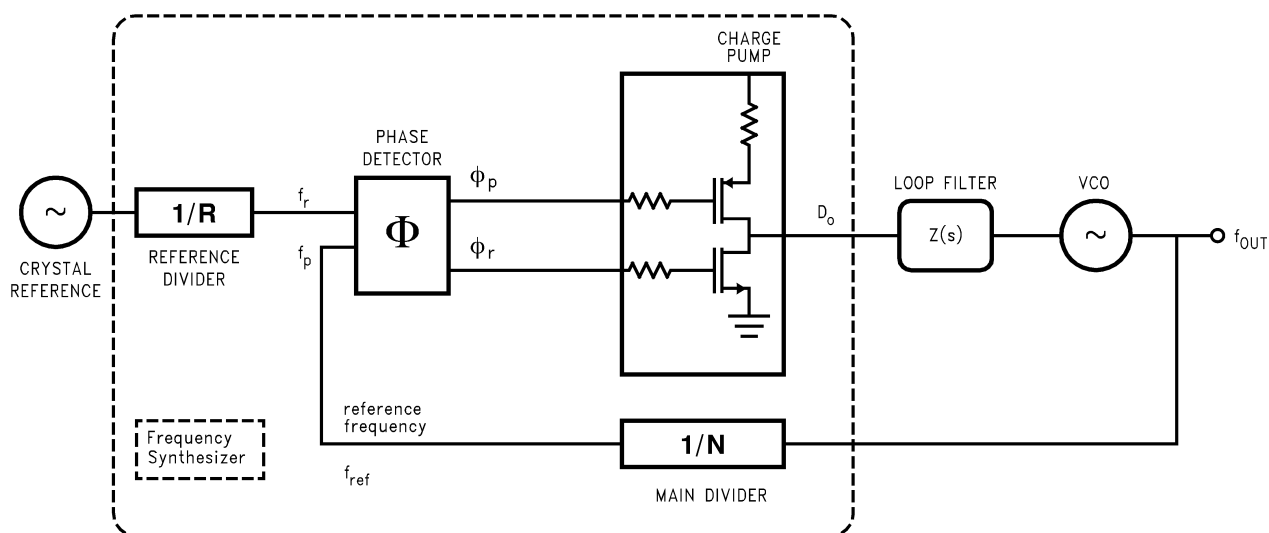 CHARGE
PUMP
PHASE
DETECTOR
ϕp
LOOP FILTER
VCO
~
1/R
fr
Φ
Do
Z(s)
~
fOUT
fp
ϕr
CRYSTAL
REFERENCE
REFERENCE
DIVIDER
reference
frequency
fref
1/N
MAIN DIVIDER
Frequency
Synthesizer